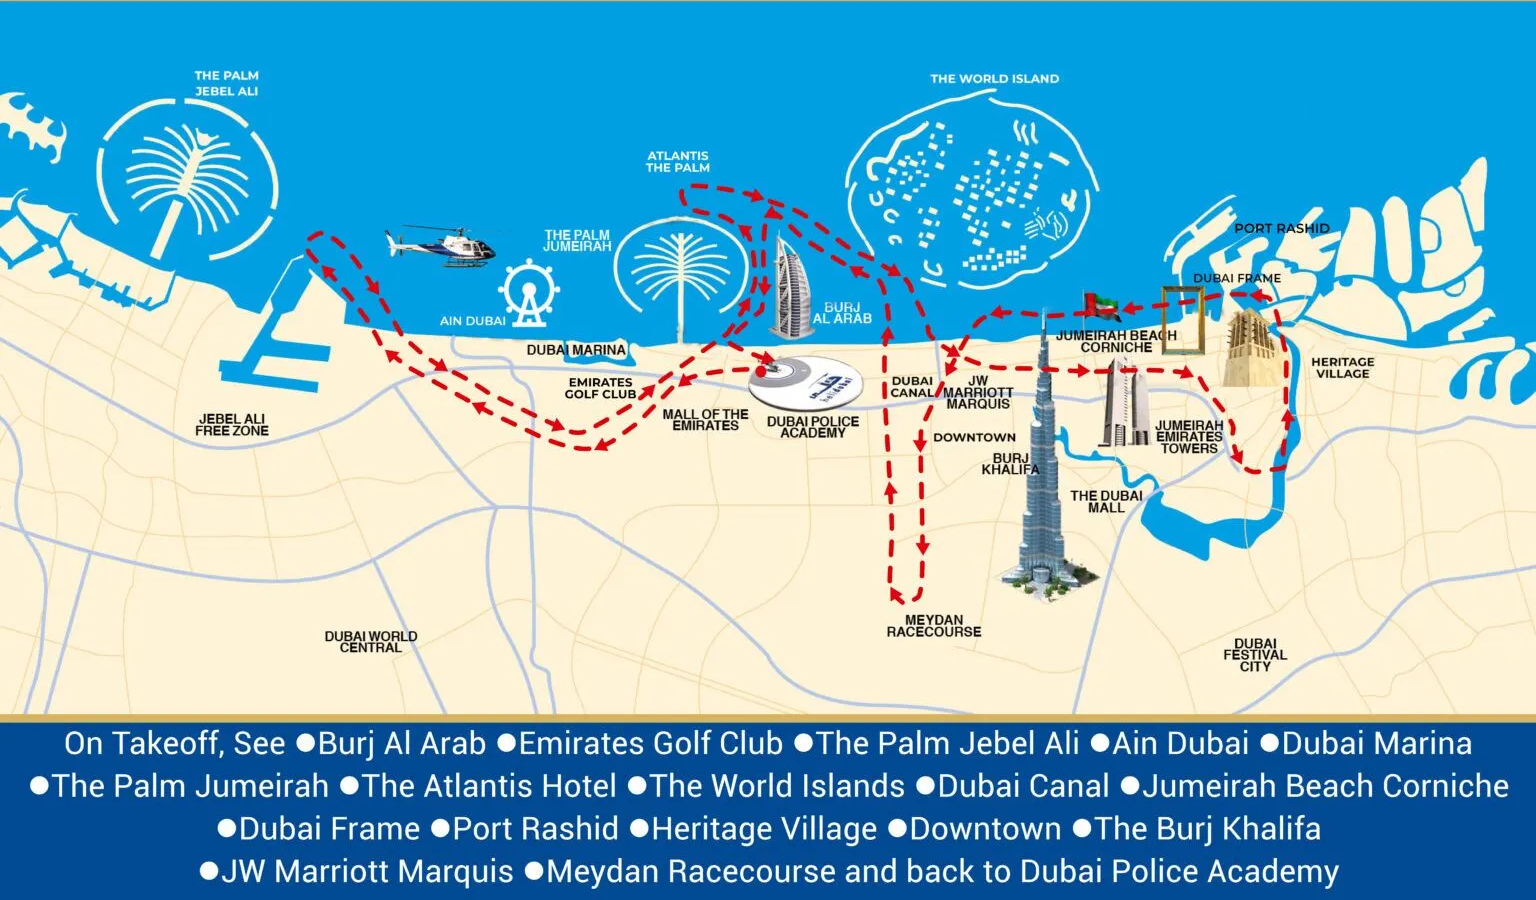 THE PALM
JEBEL ALI
THE WORLD ISLAND
ATLANTIS
THE PALM
THE PALM
JUMEIRAH
PORT RASHID
DUBAI FRAME
BURJ
AL ARAB
AIN DUBAI
JUMEIRAH BEACH
CORNICHE
DUBAI MARINA
HERITAGE
VILLAGE
EMIRATES
GOLF CLUB
DUBAI
CANAL
JW
MARRIOTT
MARQUIS
helidubai
MALL OF THE
EMIRATES
DUBAI POLICE
ACADEMY
JEBEL ALI
FREE ZONE
JUMEIRAH
EMIRATES
TOWERS
DOWNTOWN
BURJ
KHALIFA
THE DUBAI
MALL
MEYDAN
RACECOURSE
DUBAI WORLD
CENTRAL
DUBAI
FESTIVAL
CITY
On Takeoff, See ●Burj Al Arab ●Emirates Golf Club ●The Palm Jebel Ali ●Ain Dubai ●Dubai Marina
●The Palm Jumeirah ●The Atlantis Hotel ●The World Islands ●Dubai Canal ●Jumeirah Beach Corniche
●Dubai Frame ●Port Rashid ●Heritage Village ●Downtown ●The Burj Khalifa
●JW Marriott Marquis ●Meydan Racecourse and back to Dubai Police Academy